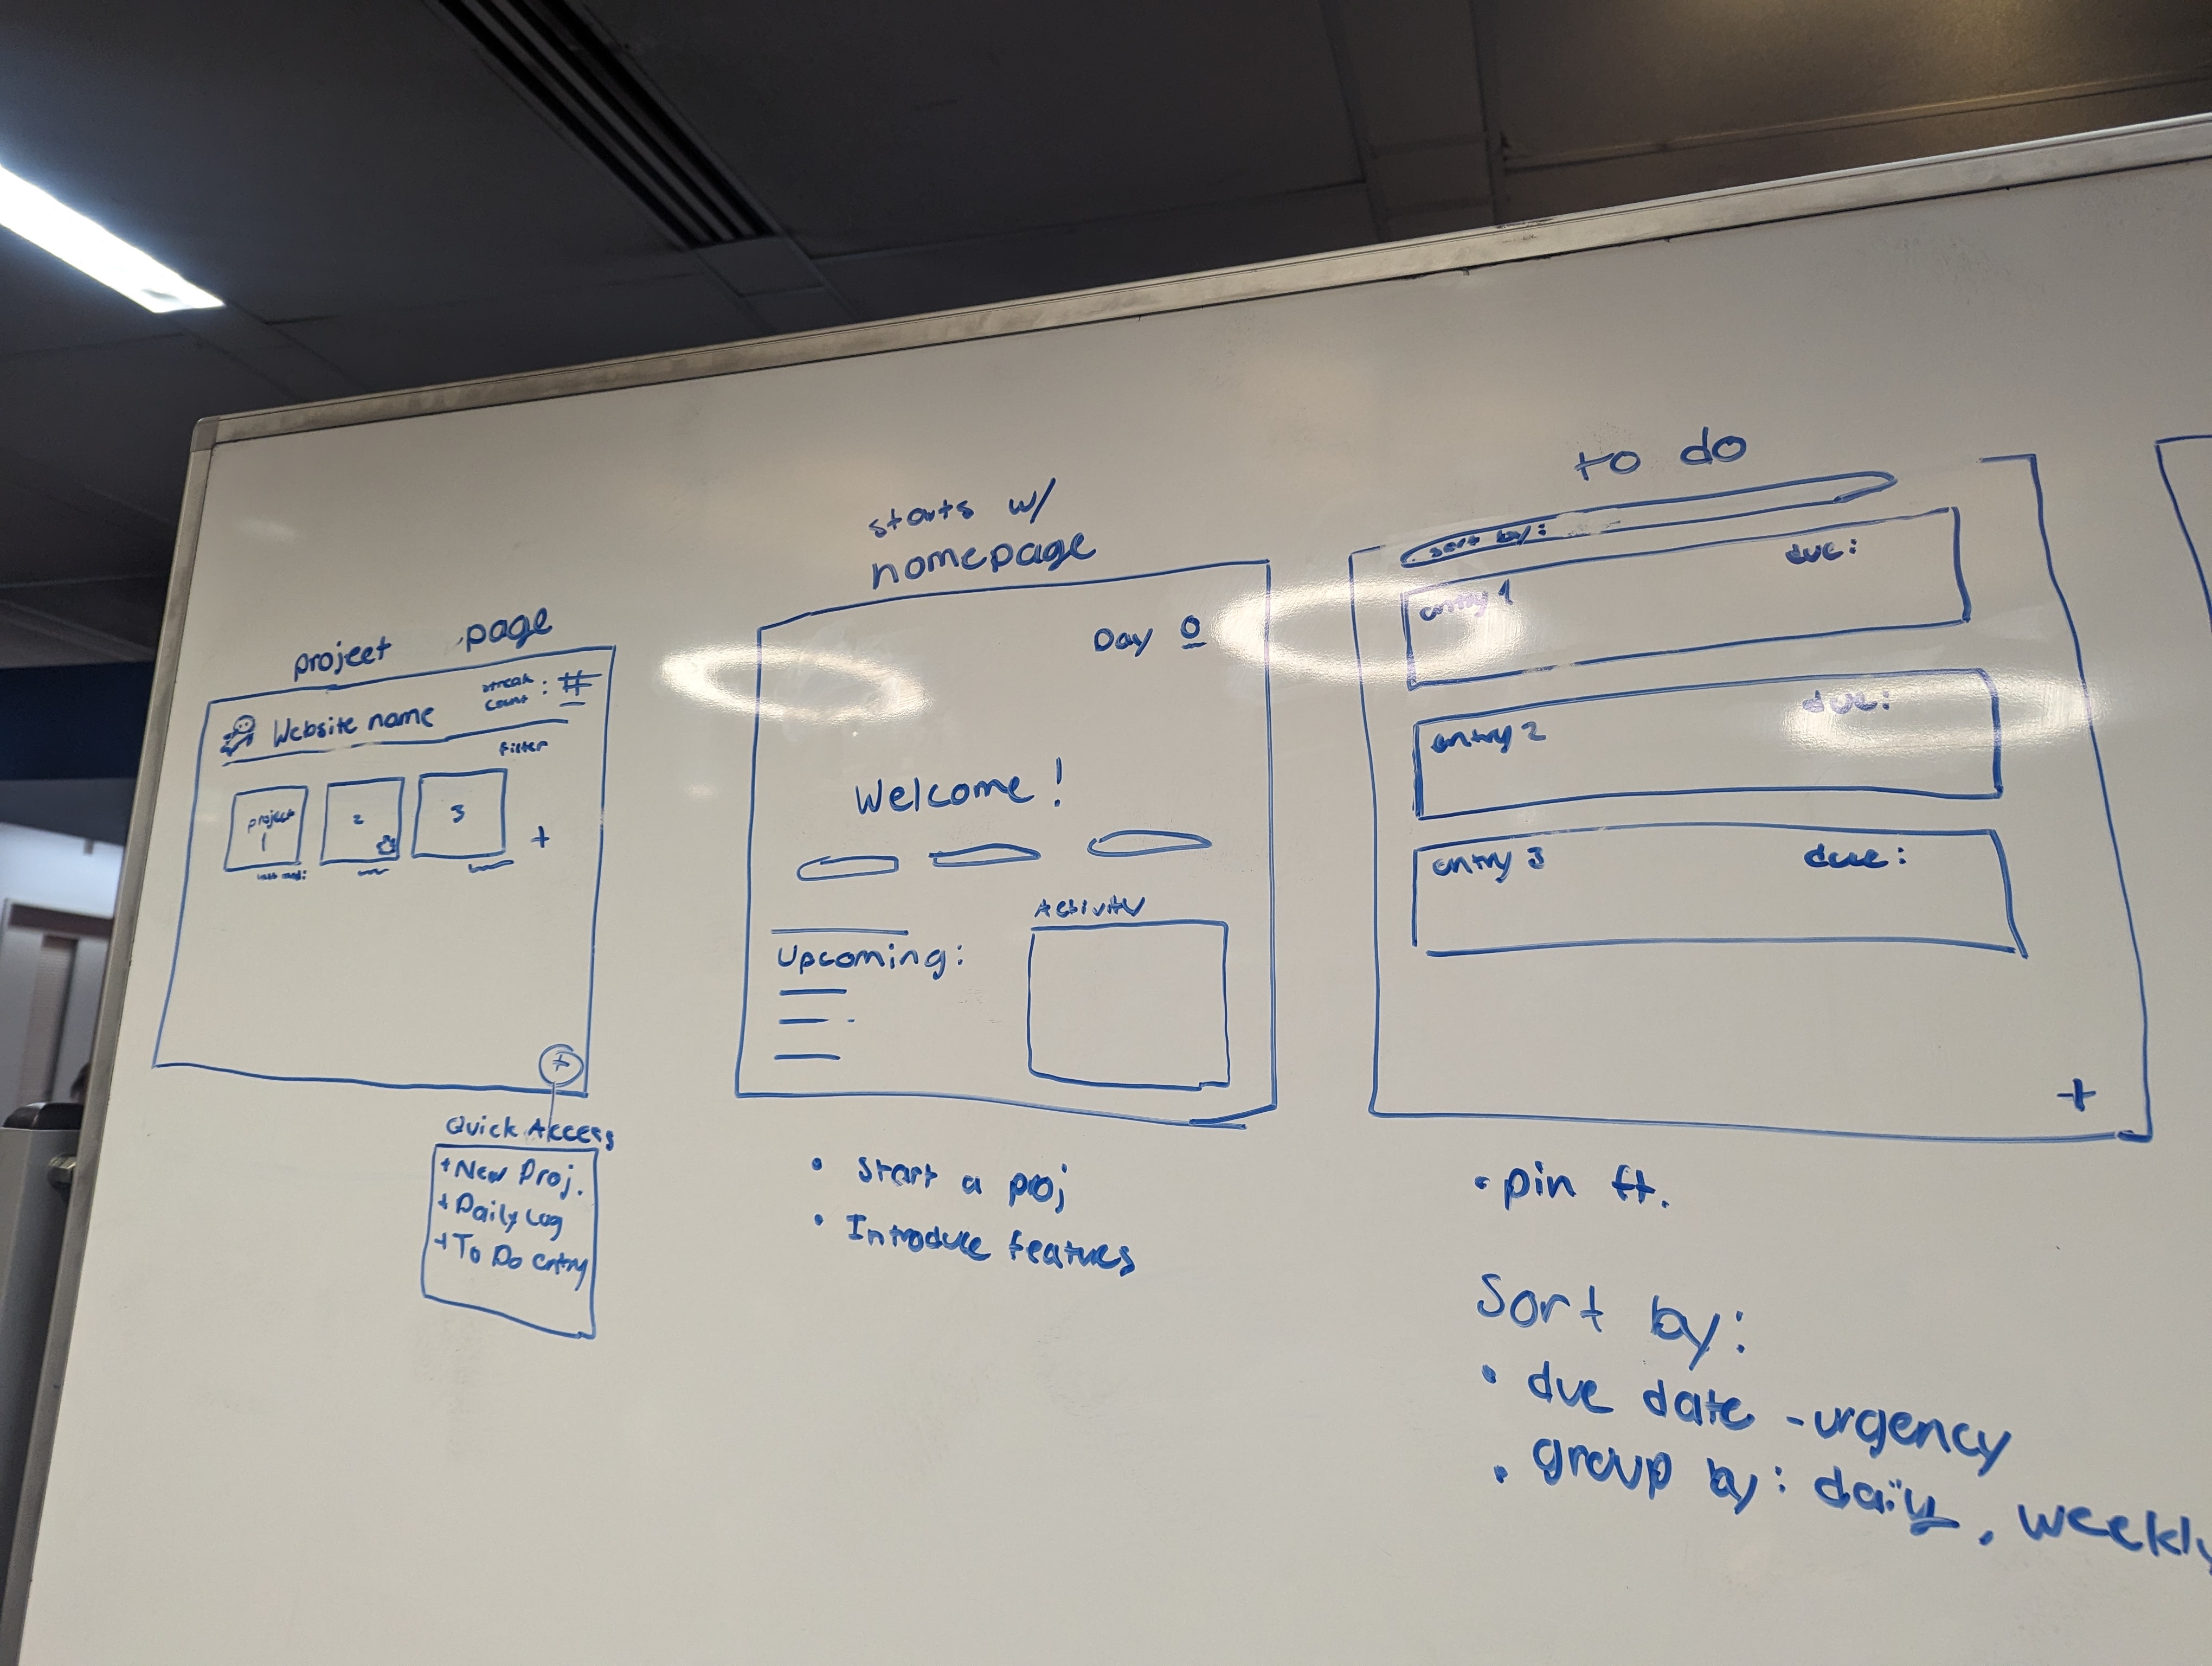 project page
Website name
streak count : #
filter
project 1
2
3
+
last mod:
+
Quick Access
+ New Proj.
+ Daily Log
+ To Do entry
starts w/
homepage
Day 0
Welcome!
Activity
Upcoming:
• Start a proj
• Introduce features
to do
sort by:
entry 1 due:
entry 2 due:
entry 3 due:
+
• pin ft.
Sort by:
• due date - urgency
• group by: daily, weekly